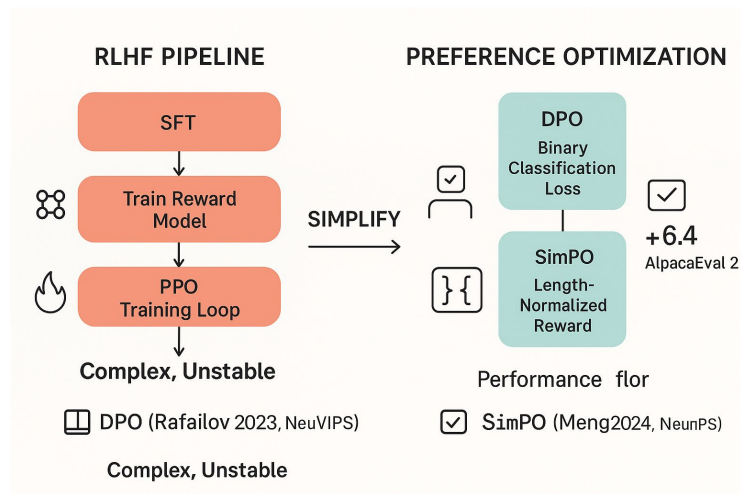 RLHF PIPELINE
SFT
Train Reward
Model
PPO
Training Loop
Complex, Unstable
DPO (Rafailov 2023, NeuVIPS)
Complex, Unstable
SIMPLIFY
PREFERENCE OPTIMIZATION
DPO
Binary
Classification
Loss
SimPO
Length-
Normalized
Reward
}{
+6.4
AlpacaEval 2
Performance flor
SimPO (Meng2024, NeunPS)